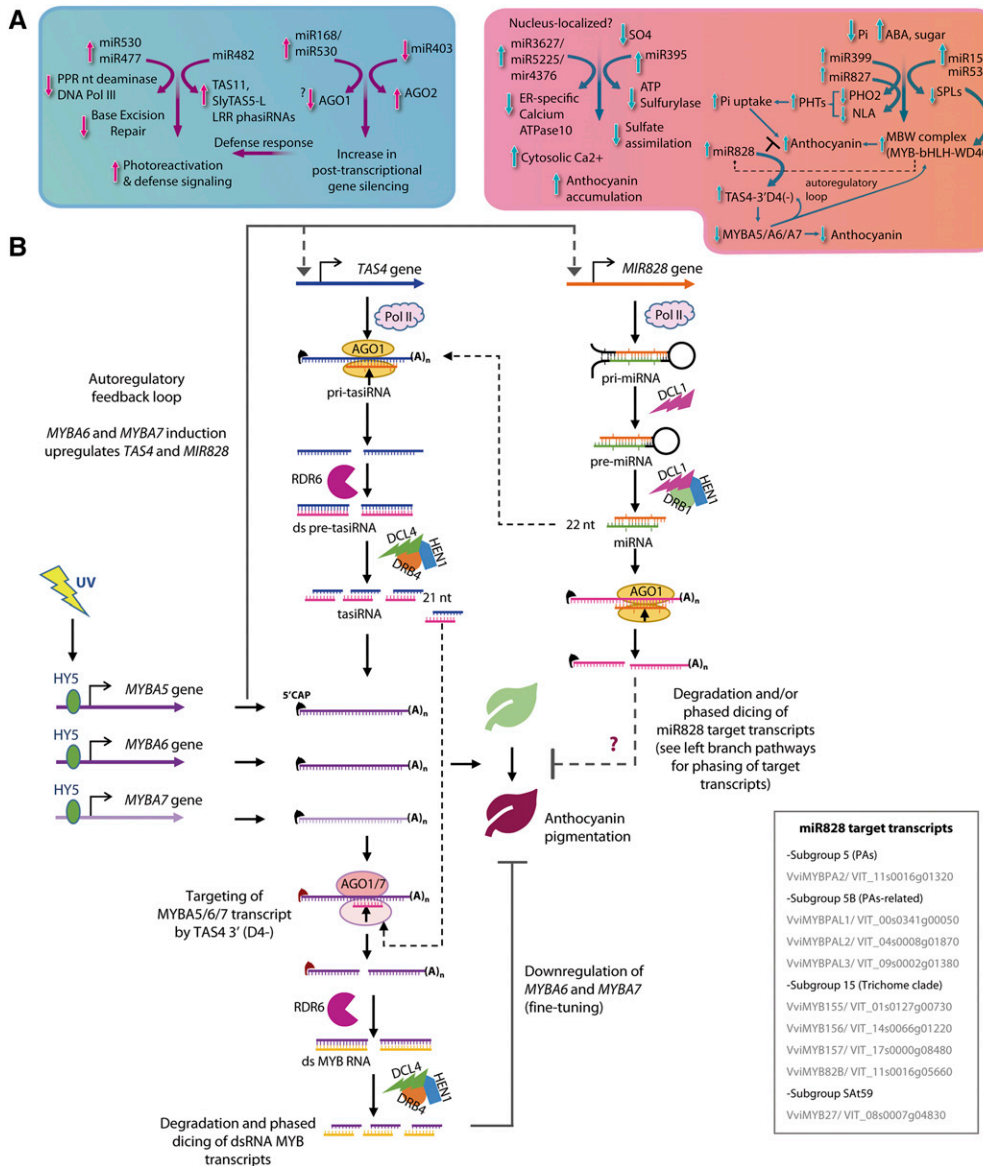 A
miR530
miR477
miR482
PPR nt deaminase
DNA Pol III
TAS11,
SlyTAS5-L
LRR phasiRNAs
Base Excision
Repair
Photoreactivation
& defense signaling
Defense response
miR168/
miR530
miR403
? AGO1
AGO2
Increase in
post-transcriptional
gene silencing
Nucleus-localized?
miR3627/
miR5225/
mir4376
SO4
miR395
ER-specific
Calcium
ATPase10
ATP
Sulfurylase
Sulfate
assimilation
Cytosolic Ca2+
Anthocyanin
accumulation
Pi
ABA, sugar
miR399
miR827
PHO2
NLA
PHTs
Pi uptake
SPLs
Anthocyanin
MBW complex
(MYB-bHLH-WD40
miR828
TAS4-3'D4(-)
autoregulatory
loop
MYBA5/A6/A7
Anthocyanin
B
TAS4 gene
MIR828 gene
Pol II
Pol II
AGO1
(A)n
pri-tasiRNA
pri-miRNA
DCL1
Autoregulatory
feedback loop
MYBA6 and MYBA7 induction
upregulates TAS4 and MIR828
pre-miRNA
RDR6
ds pre-tasiRNA
DCL1
HEN1
DRB1
22 nt
miRNA
DCL4
HEN1
DRB4
tasiRNA
21 nt
AGO1
(A)n
(A)n
UV
HY5
MYBA5 gene
5'CAP
(A)n
HY5
MYBA6 gene
(A)n
HY5
MYBA7 gene
(A)n
?
Degradation and/or
phased dicing of
miR828 target transcripts
(see left branch pathways
for phasing of target
transcripts)
Anthocyanin
pigmentation
AGO1/7
(A)n
Targeting of
MYBA5/6/7 transcript
by TAS4 3' (D4-)
(A)n
RDR6
ds MYB RNA
DCL4
HEN1
DRB4
Degradation and phased
dicing of dsRNA MYB
transcripts
Downregulation of
MYBA6 and MYBA7
(fine-tuning)
miR828 target transcripts
-Subgroup 5 (PAs)
VviMYBPA2/ VIT_11s0016g01320
-Subgroup 5B (PAs-related)
VviMYBPAL1/ VIT_00s0341g00050
VviMYBPAL2/ VIT_04s0008g01870
VviMYBPAL3/ VIT_09s0002g01380
-Subgroup 15 (Trichome clade)
VviMYB155/ VIT_01s0127g00730
VviMYB156/ VIT_14s0066g01220
VviMYB157/ VIT_17s0000g08480
VviMYB82B/ VIT_11s0016g05660
-Subgroup SAt59
VviMYB27/ VIT_08s0007g04830